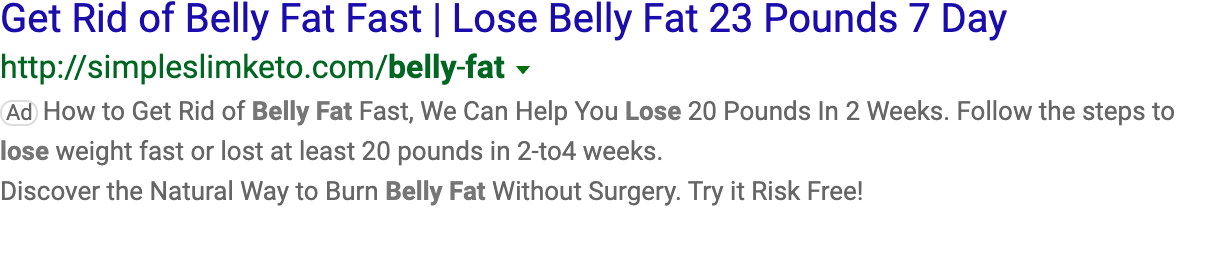 Get Rid of Belly Fat Fast | Lose Belly Fat 23 Pounds 7 Day
http://simpleslimketo.com/belly-fat
Ad How to Get Rid of Belly Fat Fast, We Can Help You Lose 20 Pounds In 2 Weeks. Follow the steps to
lose weight fast or lost at least 20 pounds in 2-to4 weeks.
Discover the Natural Way to Burn Belly Fat Without Surgery. Try it Risk Free!